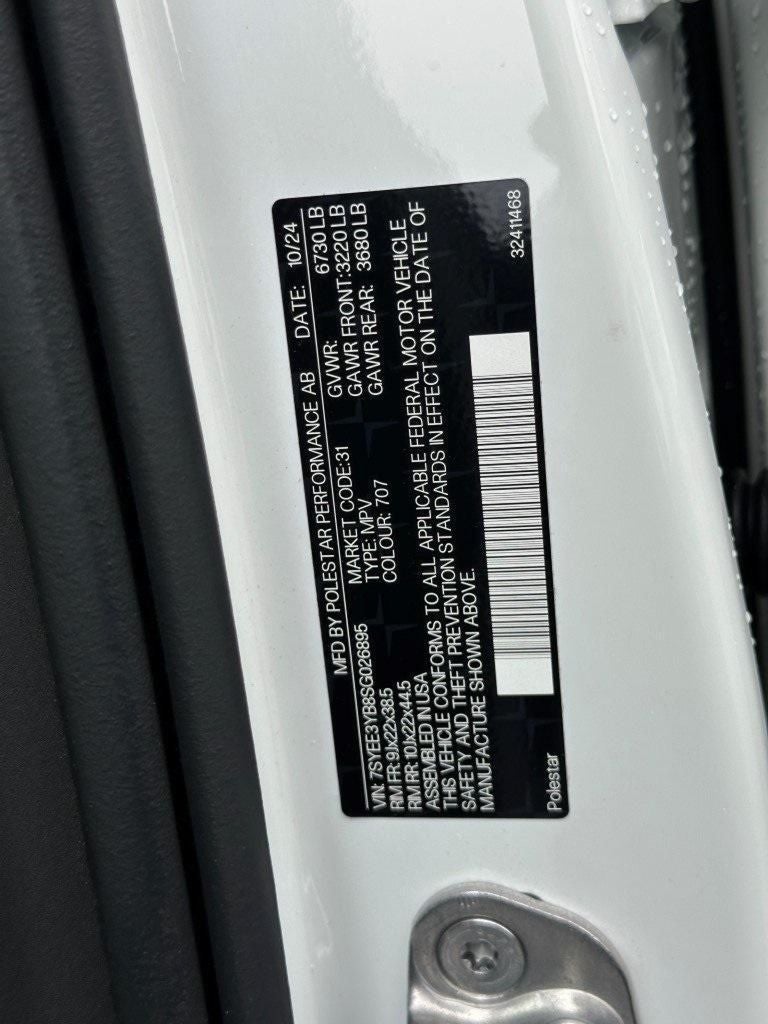 MFD BY POLESTAR PERFORMANCE AB DATE: 10/24
VIN: 7SYEE3YB8SG026895 MARKET CODE:31 GVWR: 6730 LB
RIM FR: 9Jx22x38.5 TYPE: MPV GAWR FRONT:3220 LB
RIM RR: 10Jx22x44.5 COLOUR: 707 GAWR REAR: 3680 LB
ASSEMBLED IN USA
THIS VEHICLE CONFORMS TO ALL APPLICABLE FEDERAL MOTOR VEHICLE
SAFETY AND THEFT PREVENTION STANDARDS IN EFFECT ON THE DATE OF
MANUFACTURE SHOWN ABOVE.
Polestar 32411468